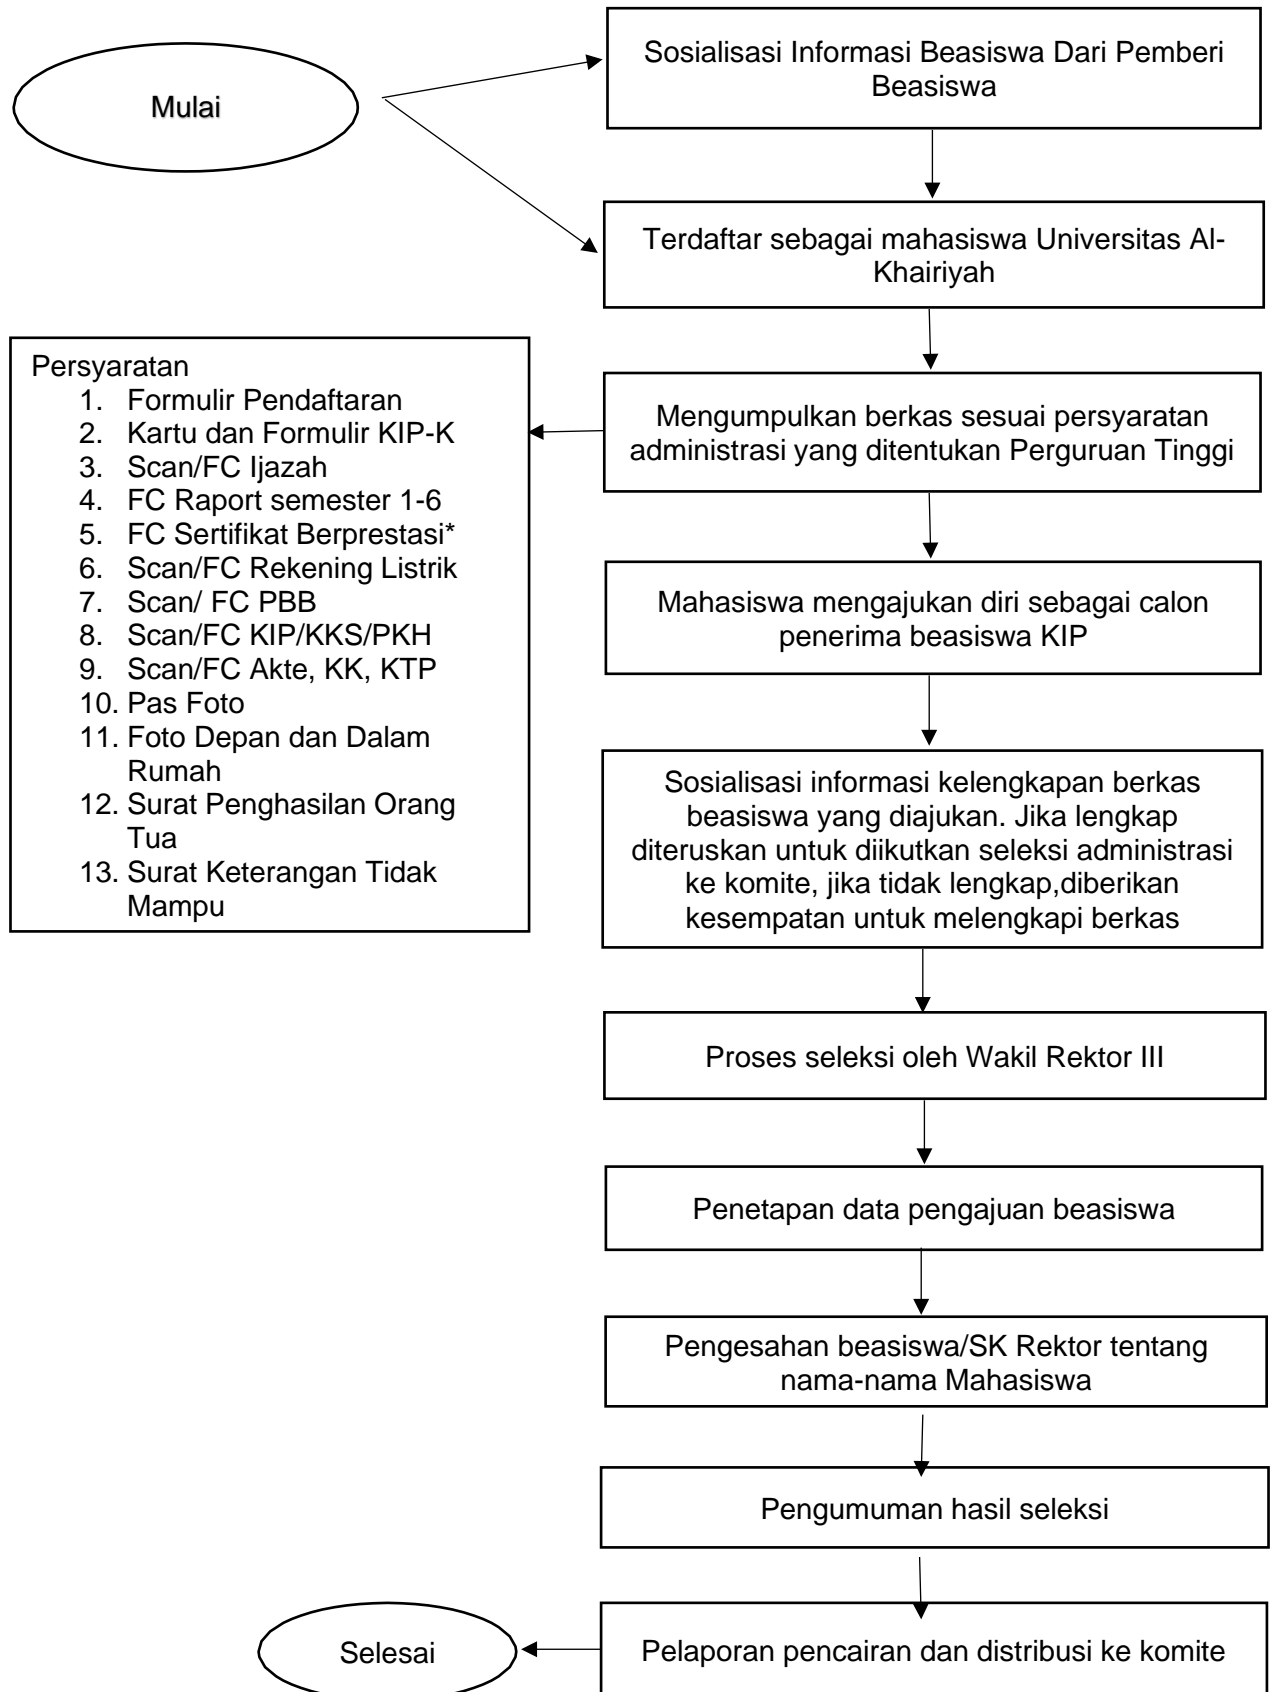 Mulai
Sosialisasi Informasi Beasiswa Dari Pemberi
Beasiswa
Terdaftar sebagai mahasiswa Universitas Al-
Khairiyah
Persyaratan
1. Formulir Pendaftaran
2. Kartu dan Formulir KIP-K
3. Scan/FC Ijazah
4. FC Raport semester 1-6
5. FC Sertifikat Berprestasi*
6. Scan/FC Rekening Listrik
7. Scan/ FC PBB
8. Scan/FC KIP/KKS/PKH
9. Scan/FC Akte, KK, KTP
10. Pas Foto
11. Foto Depan dan Dalam
Rumah
12. Surat Penghasilan Orang
Tua
13. Surat Keterangan Tidak
Mampu
Mengumpulkan berkas sesuai persyaratan
administrasi yang ditentukan Perguruan Tinggi
Mahasiswa mengajukan diri sebagai calon
penerima beasiswa KIP
Sosialisasi informasi kelengkapan berkas
beasiswa yang diajukan. Jika lengkap
diteruskan untuk diikutkan seleksi administrasi
ke komite, jika tidak lengkap,diberikan
kesempatan untuk melengkapi berkas
Proses seleksi oleh Wakil Rektor III
Penetapan data pengajuan beasiswa
Pengesahan beasiswa/SK Rektor tentang
nama-nama Mahasiswa
Pengumuman hasil seleksi
Pelaporan pencairan dan distribusi ke komite
Selesai